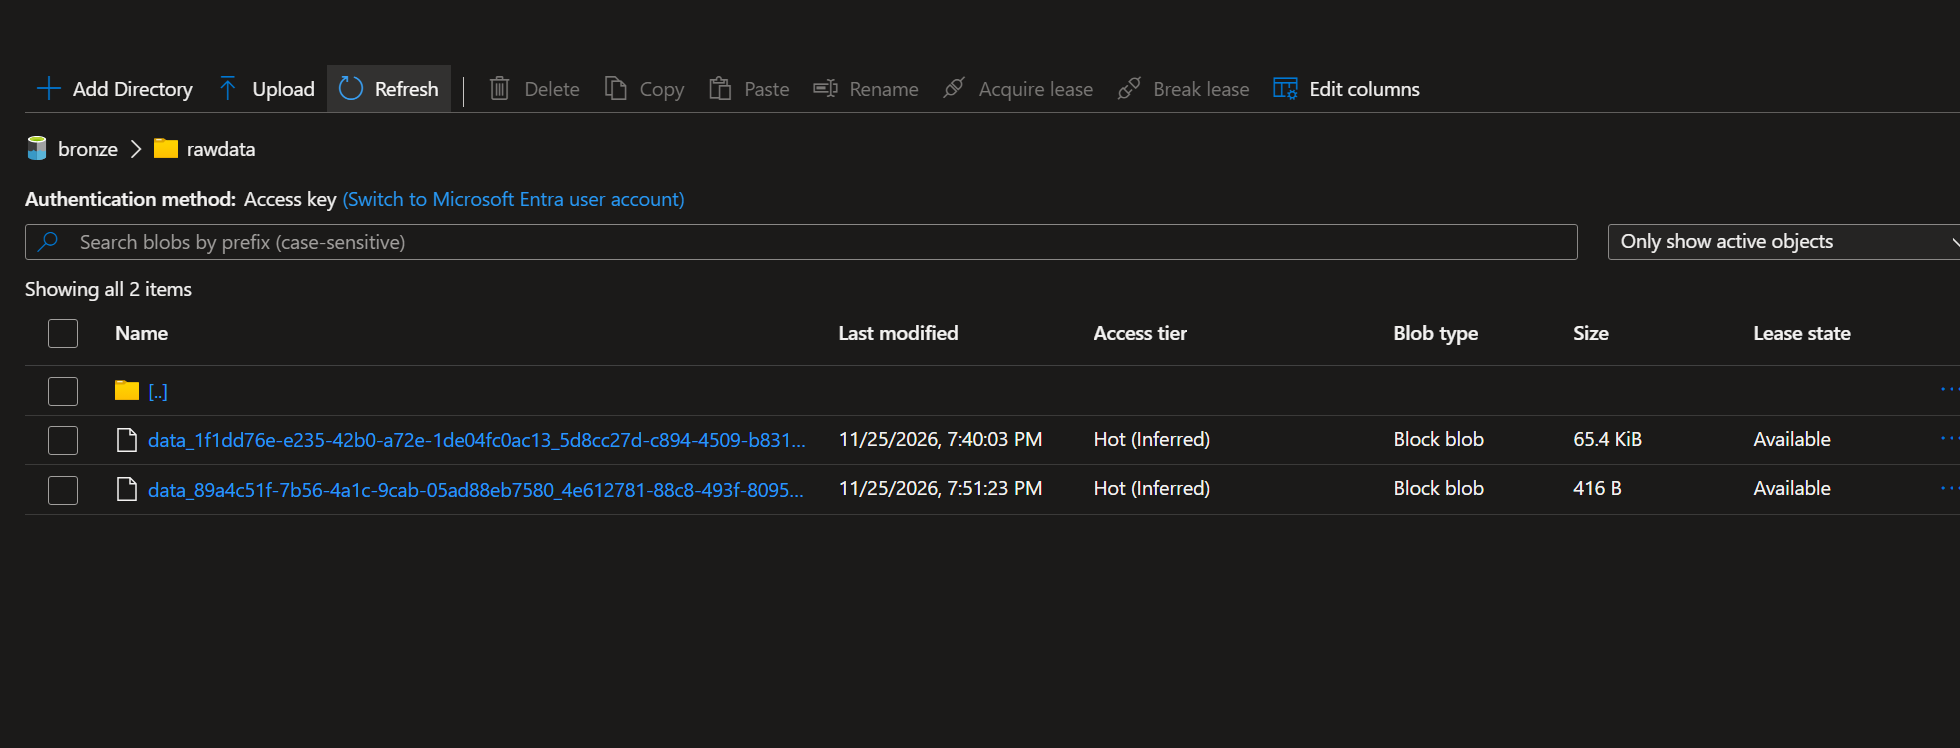 Add Directory Upload Refresh Delete Copy Paste Rename Acquire lease Break lease Edit columns
bronze rawdata
Authentication method: Access key (Switch to Microsoft Entra user account)
Search blobs by prefix (case-sensitive) Only show active objects
Showing all 2 items
Name Last modified Access tier Blob type Size Lease state
[..]
data_1f1dd76e-e235-42b0-a72e-1de04fc0ac13_5d8cc27d-c894-4509-b831... 11/25/2026, 7:40:03 PM Hot (Inferred) Block blob 65.4 KiB Available
data_89a4c51f-7b56-4a1c-9cab-05ad88eb7580_4e612781-88c8-493f-8095... 11/25/2026, 7:51:23 PM Hot (Inferred) Block blob 416 B Available